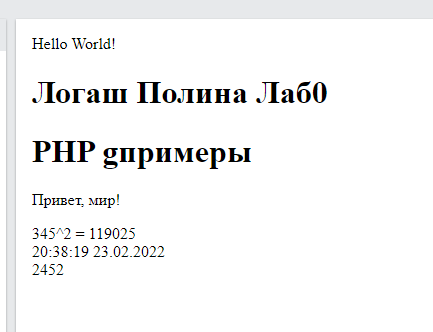 Hello World!
Логаш Полина Лаб0
PHP gпримеры
Привет, мир!
345^2 = 119025
20:38:19 23.02.2022
2452